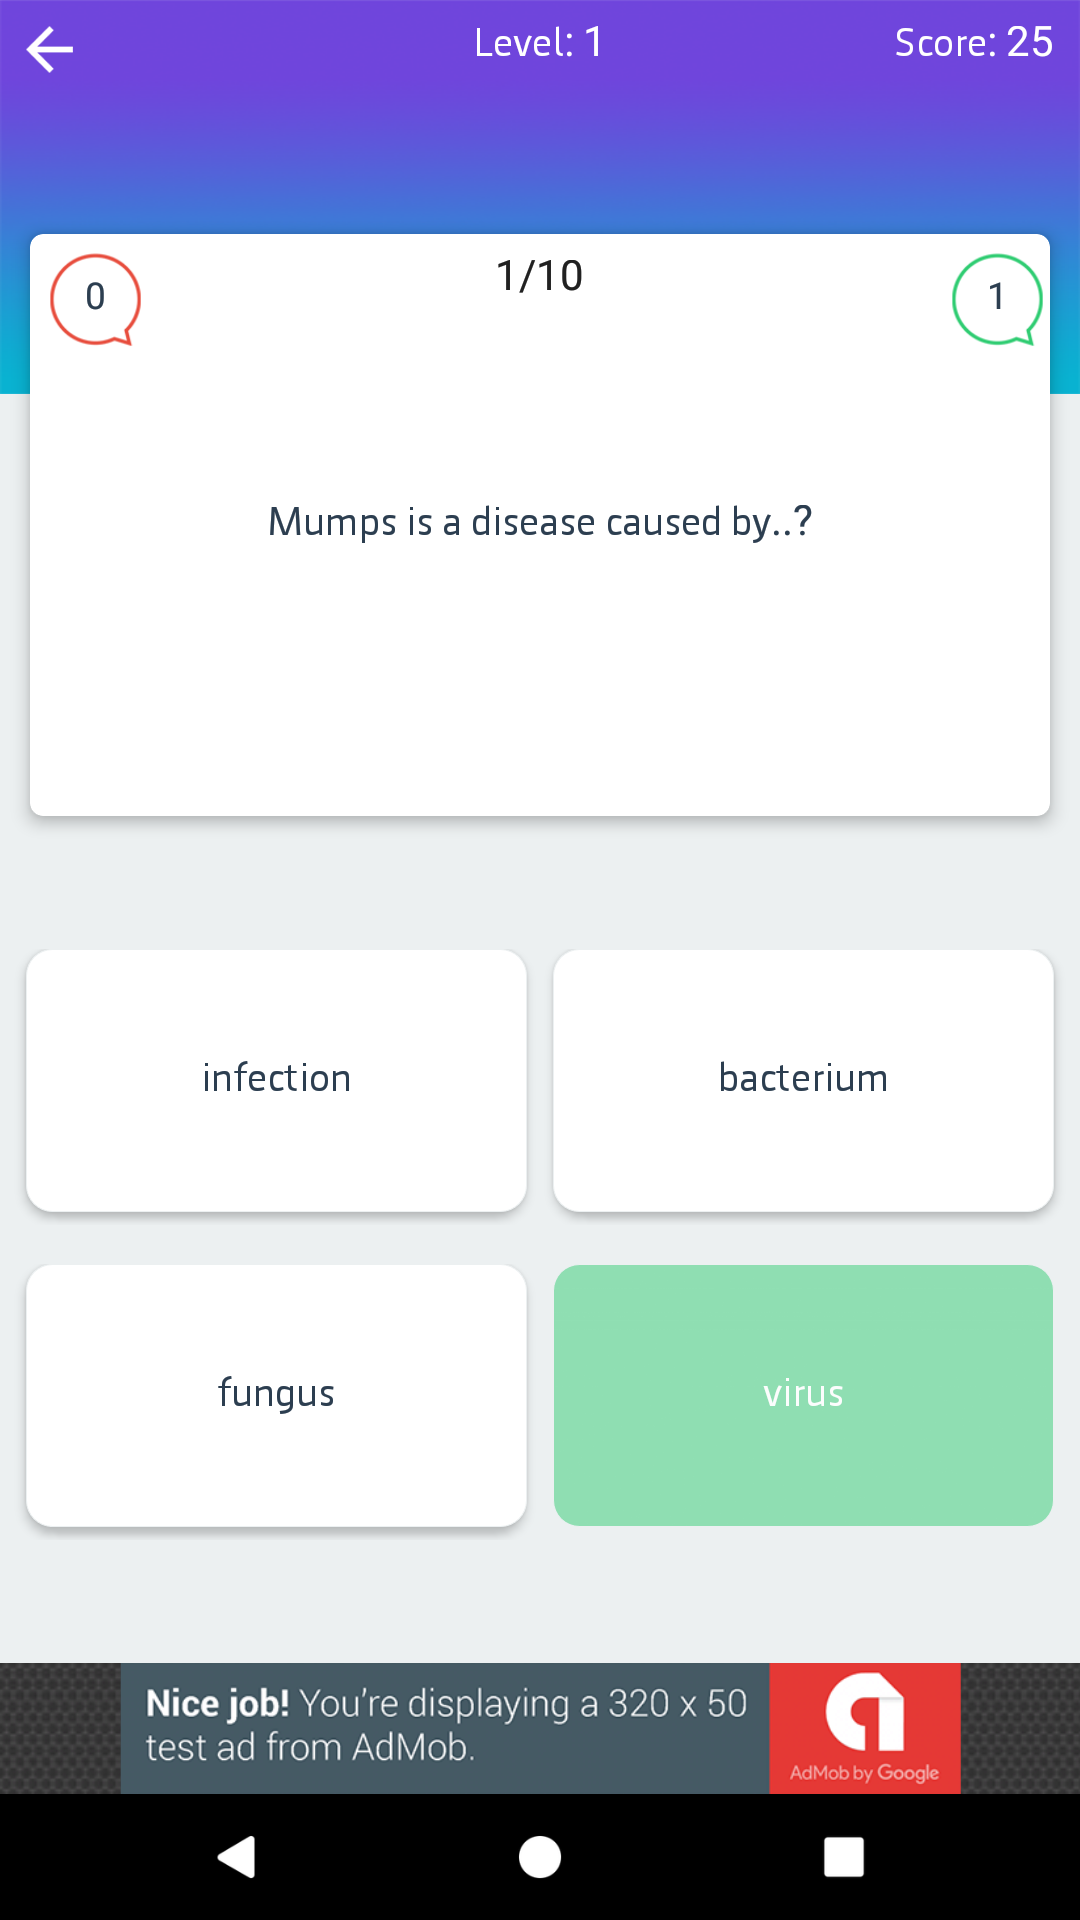 Level: 1
Score: 25
0
1/10
1
Mumps is a disease caused by..?
infection
bacterium
fungus
virus
Nice job! You're displaying a 320 x 50
test ad from AdMob.
AdMob by Google